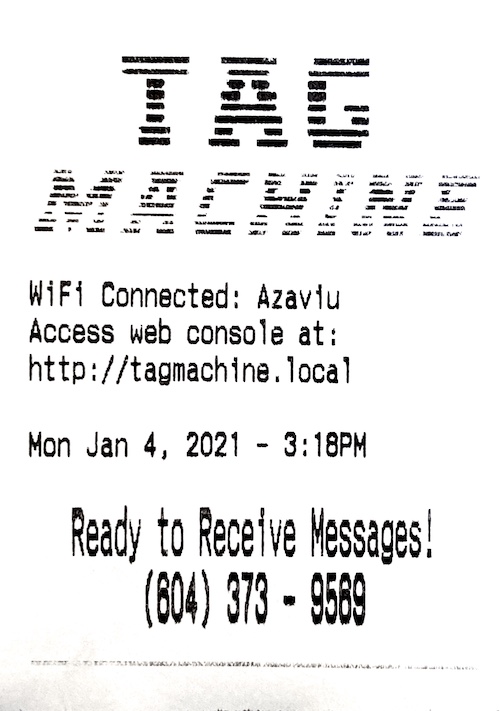 TAG
MACHINE
WiFi Connected: Azaviu
Access web console at:
http://tagmachine.local
Mon Jan 4, 2021 - 3:18PM
Ready to Receive Messages!
(604) 373 - 9569